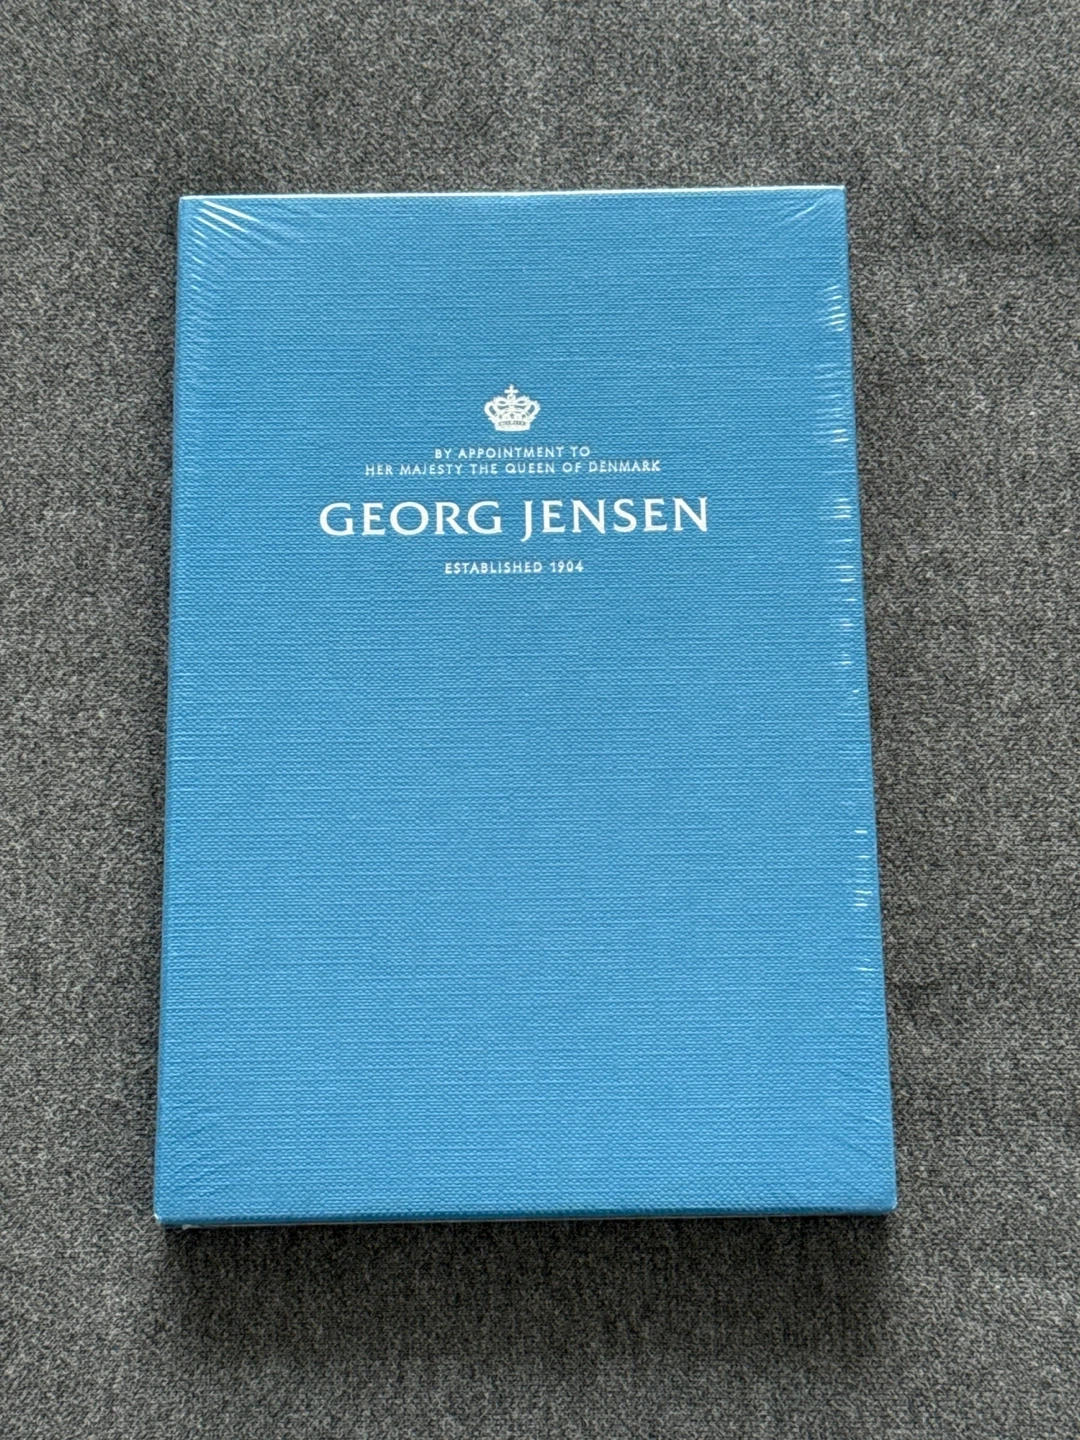 BY APPOINTMENT TO
HER MAJESTY THE QUEEN OF DENMARK
GEORG JENSEN
ESTABLISHED 1904